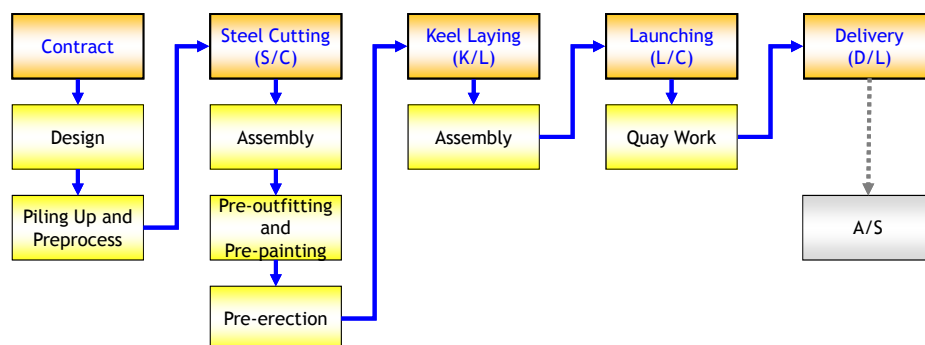 Contract
Design
Piling Up and
Preprocess
Steel Cutting
(S/C)
Assembly
Pre-outfitting
and
Pre-painting
Pre-erection
Keel Laying
(K/L)
Assembly
Launching
(L/C)
Quay Work
Delivery
(D/L)
A/S